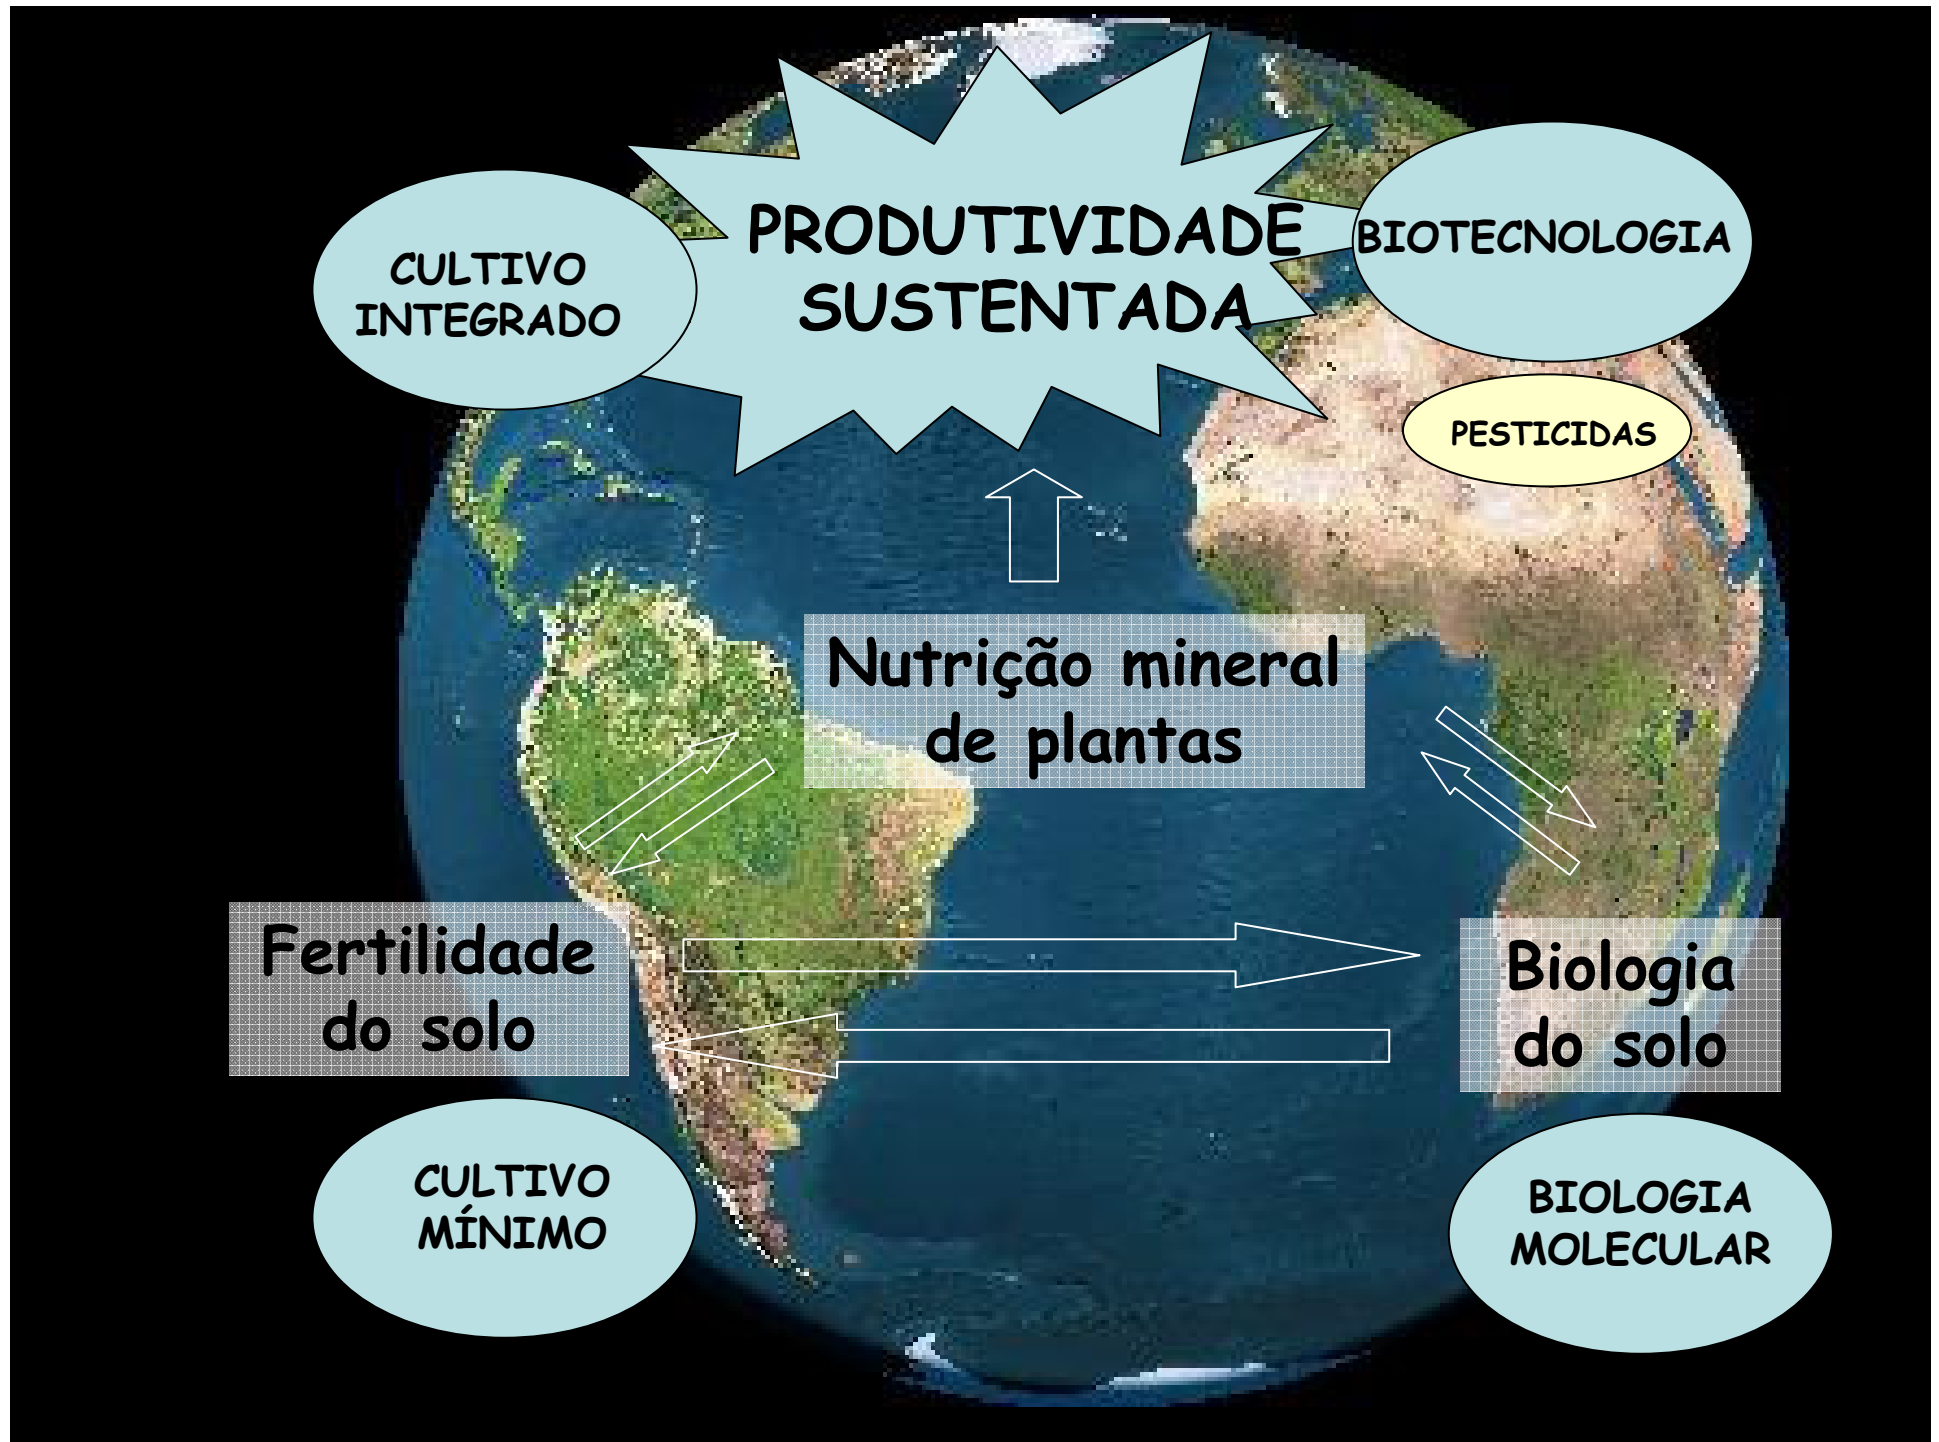 PRODUTIVIDADE
SUSTENTADA
CULTIVO
INTEGRADO
BIOTECNOLOGIA
PESTICIDAS
Nutrição mineral
de plantas
Fertilidade
do solo
Biologia
do solo
CULTIVO
MÍNIMO
BIOLOGIA
MOLECULAR